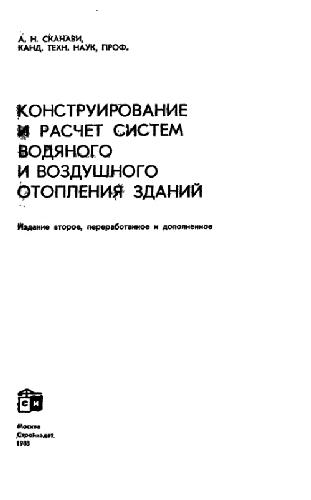 А. Н. СКАНАВИ,
КАНД. ТЕХН. НАУК, ПРОФ.
КОНСТРУИРОВАНИЕ
И РАСЧЕТ СИСТЕМ
ВОДЯНОГО
И ВОЗДУШНОГО
ОТОПЛЕНИЯ ЗДАНИЙ
Издание второе, переработанное и дополненное
С И
Москва
Стройиздат